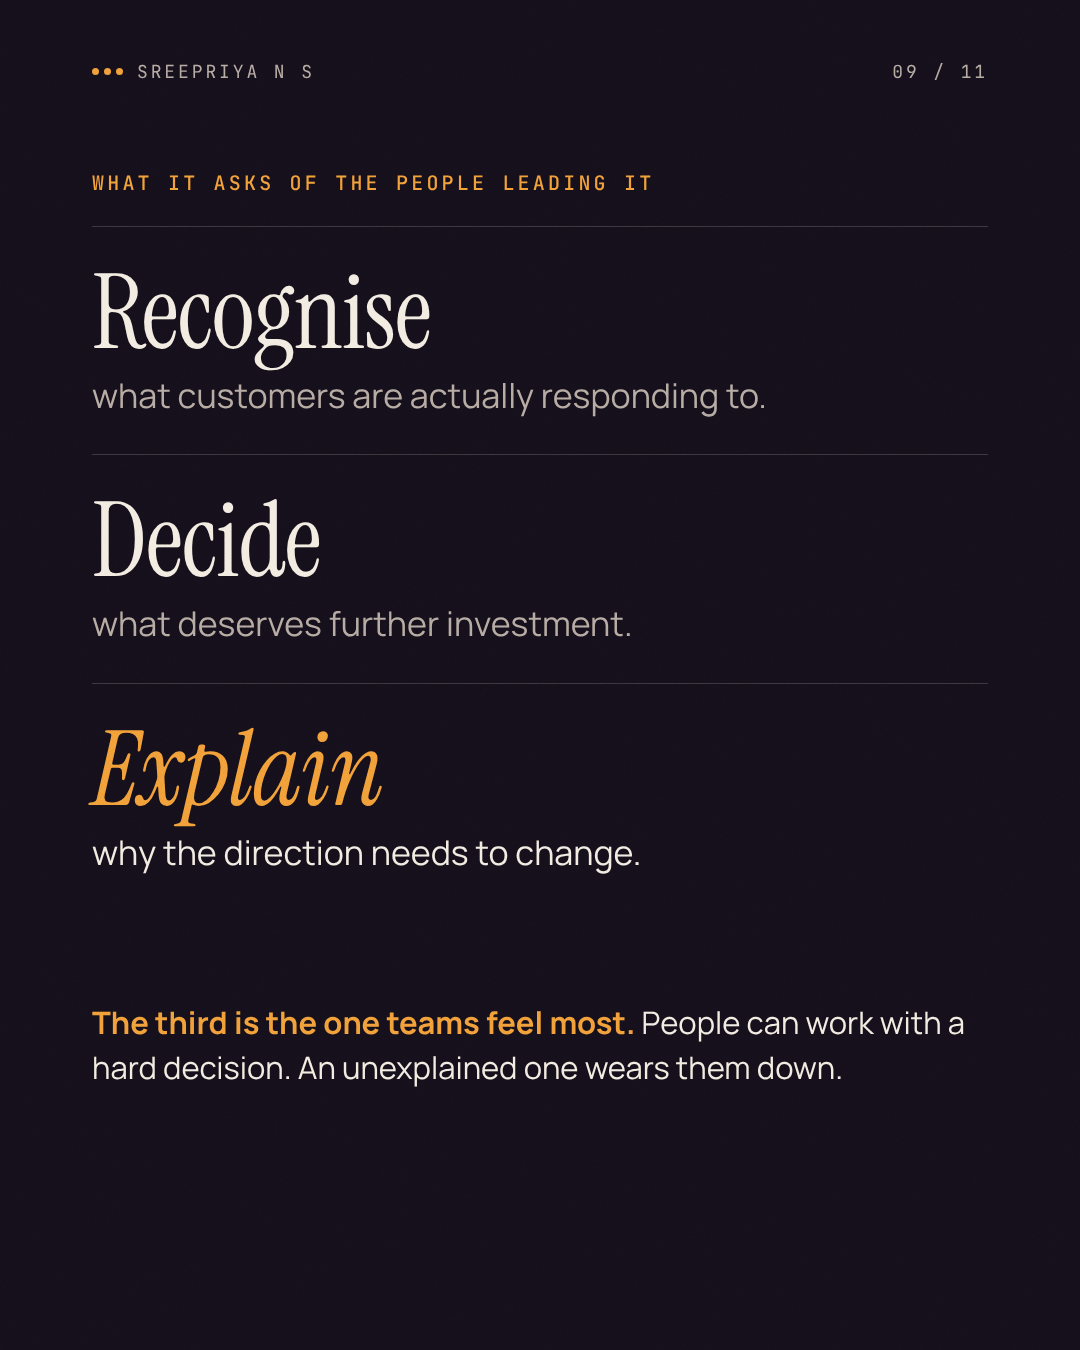 SREEPRIYA N S
09 / 11
WHAT IT ASKS OF THE PEOPLE LEADING IT
Recognise
what customers are actually responding to.
Decide
what deserves further investment.
Explain
why the direction needs to change.
The third is the one teams feel most. People can work with a
hard decision. An unexplained one wears them down.